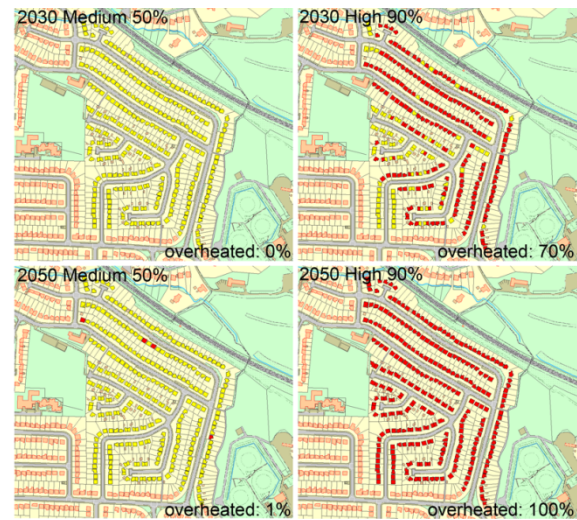 2030 Medium 50%
2030 High 90%
overheated: 0%
overheated: 70%
2050 Medium 50%
2050 High 90%
overheated: 1%
overheated: 100%